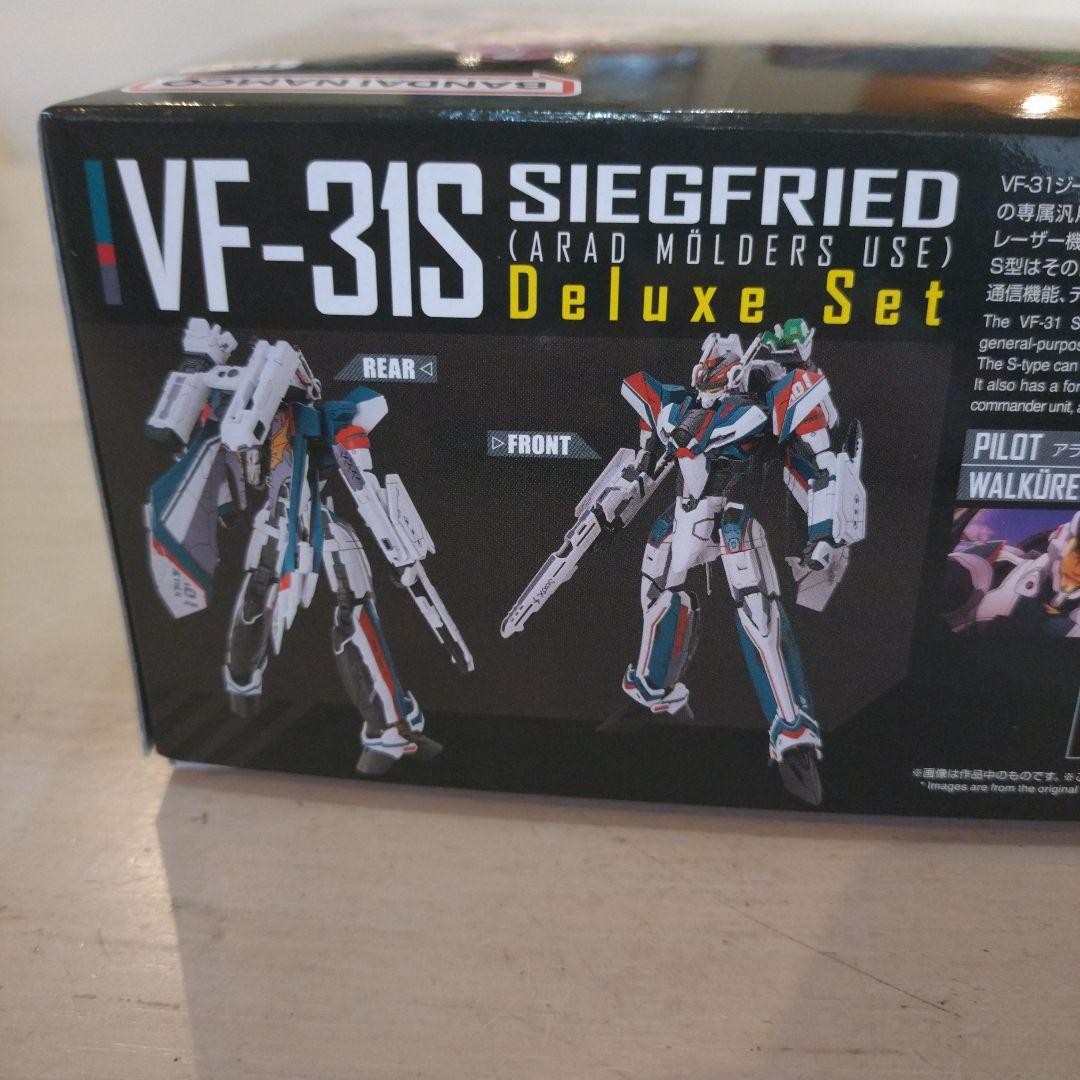 BANDAI NAMCO
VF-31S
SIEGFRIED
(ARAD MÖLDERS USE)
Deluxe Set
REAR ◁
▷ FRONT
VF-31ジー
の専属汎
レーザー機
S型はその
通信機能、デ
The VF-31 S
general-purpos
The S-type can
It also has a for
commander unit,
PILOT アラ
WALKÜRE
※画像は作品中のものです。※こ
* Images are from the original